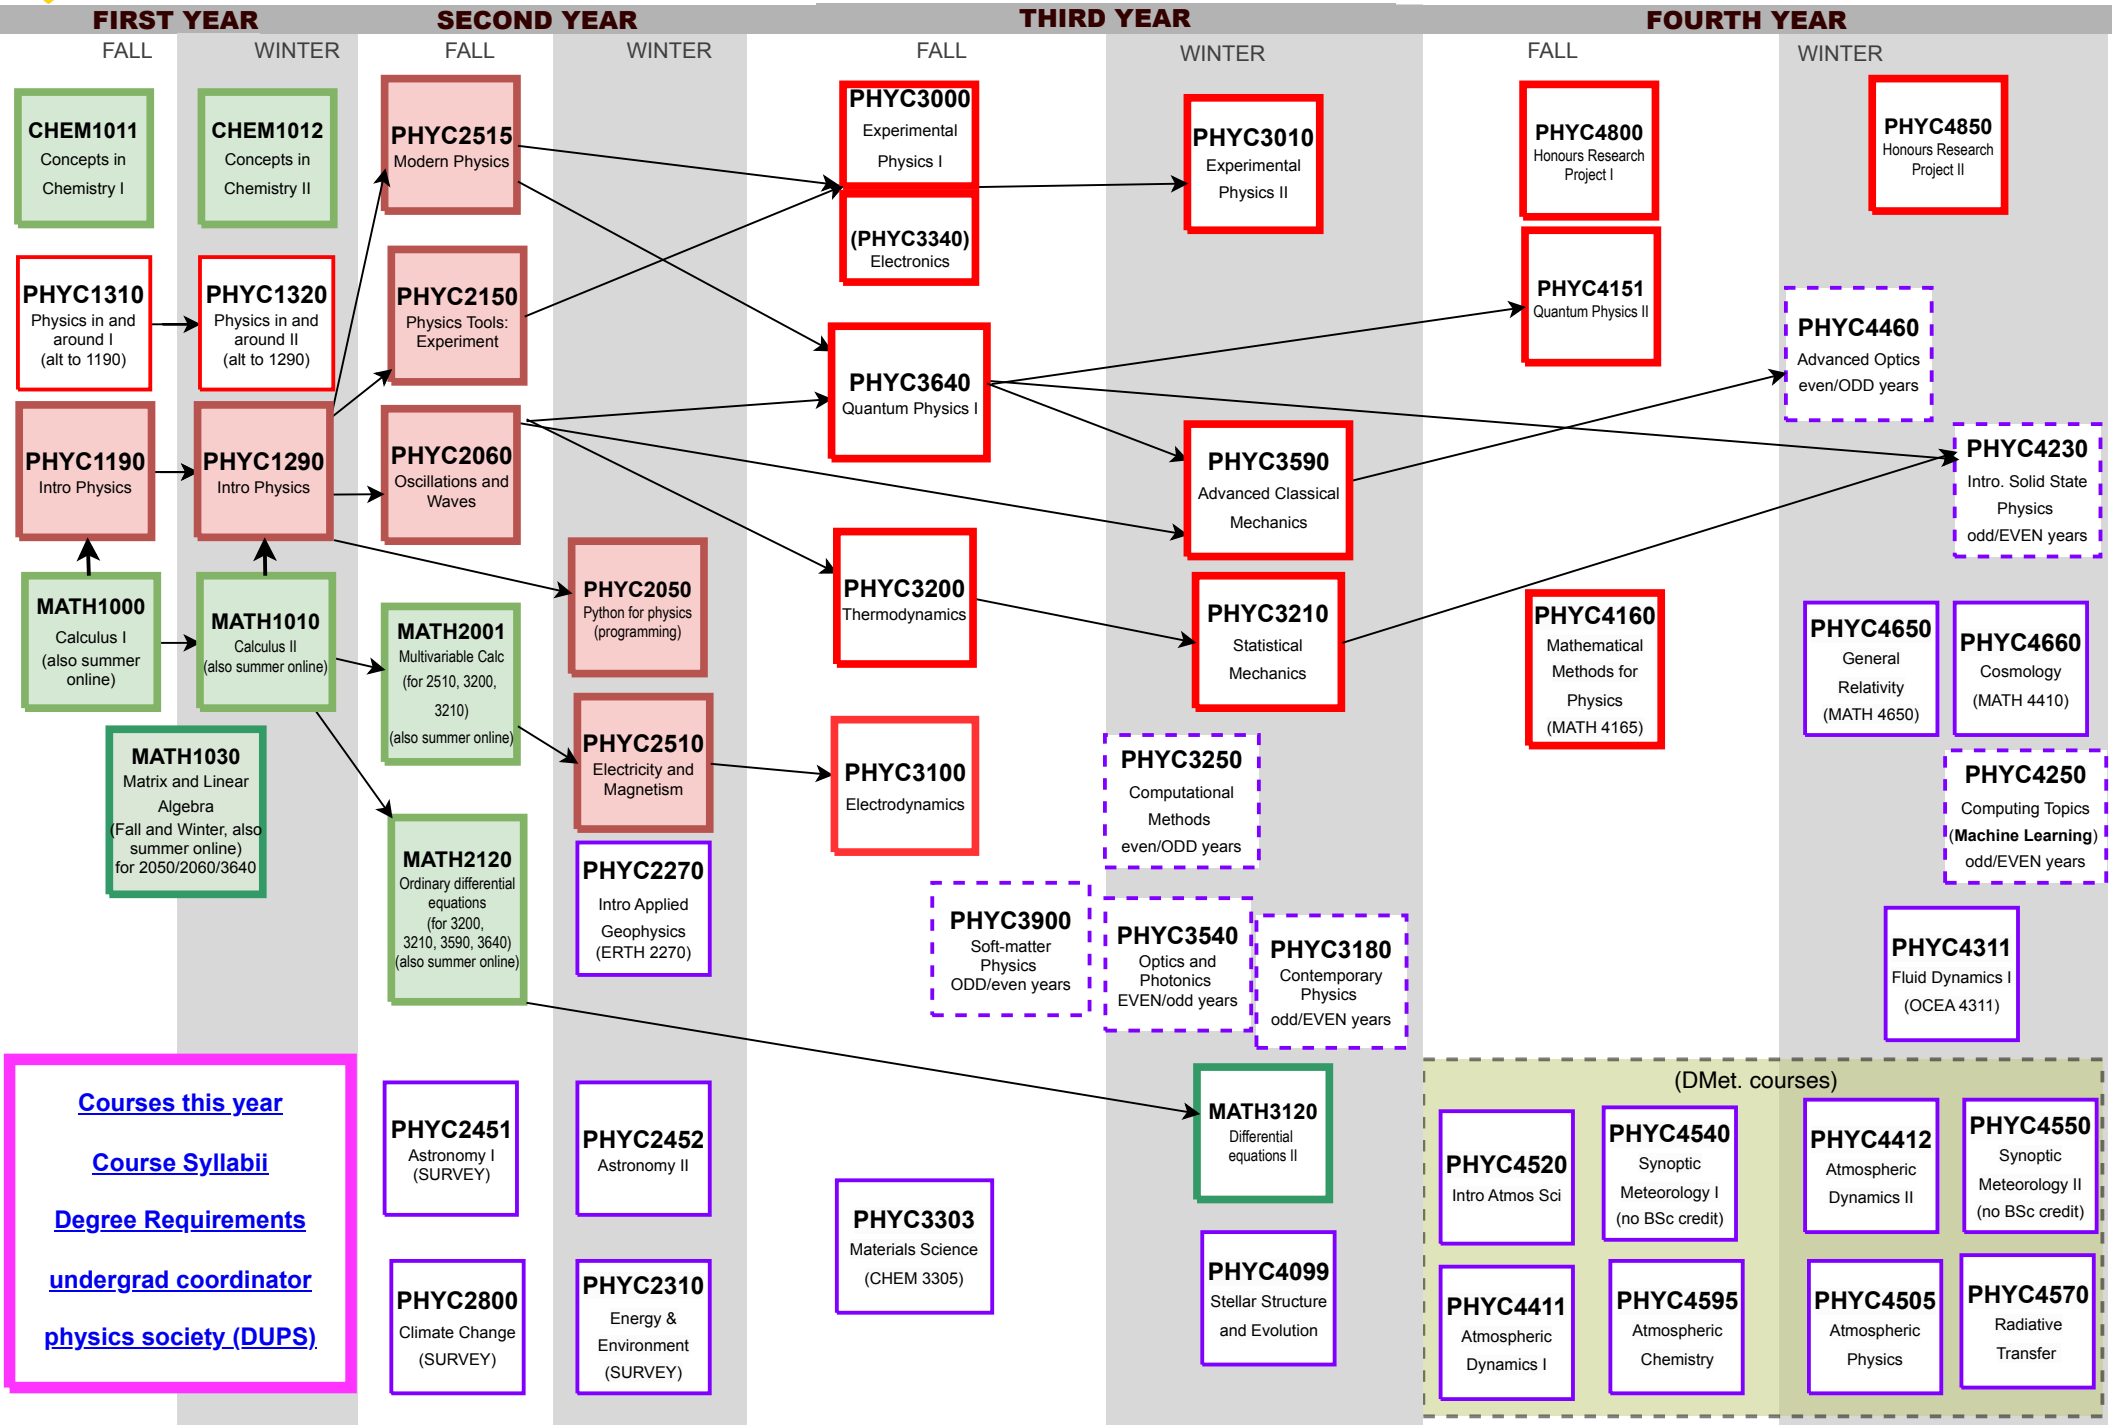 FIRST YEAR
SECOND YEAR
THIRD YEAR
FOURTH YEAR
FALL
WINTER
FALL
WINTER
FALL
WINTER
FALL
WINTER
CHEM1011
Concepts in
Chemistry I
CHEM1012
Concepts in
Chemistry II
PHYC1310
Physics in and
around I
(alt to 1190)
PHYC1320
Physics in and
around II
(alt to 1290)
PHYC1190
Intro Physics
PHYC1290
Intro Physics
MATH1000
Calculus I
(also summer
online)
MATH1010
Calculus II
(also summer online)
MATH1030
Matrix and Linear
Algebra
(Fall and Winter, also
summer online)
for 2050/2060/3640
Courses this year
Course Syllabii
Degree Requirements
undergrad coordinator
physics society (DUPS)
PHYC2515
Modern Physics
PHYC2150
Physics Tools:
Experiment
PHYC2060
Oscillations and
Waves
MATH2001
Multivariable Calc
(for 2510, 3200,
3210)
(also summer online)
MATH2120
Ordinary differential
equations
(for 3200,
3210, 3590, 3640)
(also summer online)
PHYC2451
Astronomy I
(SURVEY)
PHYC2800
Climate Change
(SURVEY)
PHYC2050
Python for physics
(programming)
PHYC2510
Electricity and
Magnetism
PHYC2270
Intro Applied
Geophysics
(ERTH 2270)
PHYC2452
Astronomy II
PHYC2310
Energy &
Environment
(SURVEY)
PHYC3000
Experimental
Physics I
(PHYC3340)
Electronics
PHYC3640
Quantum Physics I
PHYC3200
Thermodynamics
PHYC3100
Electrodynamics
PHYC3900
Soft-matter
Physics
ODD/even years
PHYC3303
Materials Science
(CHEM 3305)
PHYC3010
Experimental
Physics II
PHYC3590
Advanced Classical
Mechanics
PHYC3210
Statistical
Mechanics
PHYC3250
Computational
Methods
even/ODD years
PHYC3540
Optics and
Photonics
EVEN/odd years
PHYC3180
Contemporary
Physics
odd/EVEN years
MATH3120
Differential
equations II
PHYC4099
Stellar Structure
and Evolution
PHYC4800
Honours Research
Project I
PHYC4151
Quantum Physics II
PHYC4160
Mathematical
Methods for
Physics
(MATH 4165)
PHYC4850
Honours Research
Project II
PHYC4460
Advanced Optics
even/ODD years
PHYC4230
Intro. Solid State
Physics
odd/EVEN years
PHYC4650
General
Relativity
(MATH 4650)
PHYC4660
Cosmology
(MATH 4410)
PHYC4250
Computing Topics
(Machine Learning)
odd/EVEN years
PHYC4311
Fluid Dynamics I
(OCEA 4311)
(DMet. courses)
PHYC4520
Intro Atmos Sci
PHYC4540
Synoptic
Meteorology I
(no BSc credit)
PHYC4412
Atmospheric
Dynamics II
PHYC4550
Synoptic
Meteorology II
(no BSc credit)
PHYC4411
Atmospheric
Dynamics I
PHYC4595
Atmospheric
Chemistry
PHYC4505
Atmospheric
Physics
PHYC4570
Radiative
Transfer